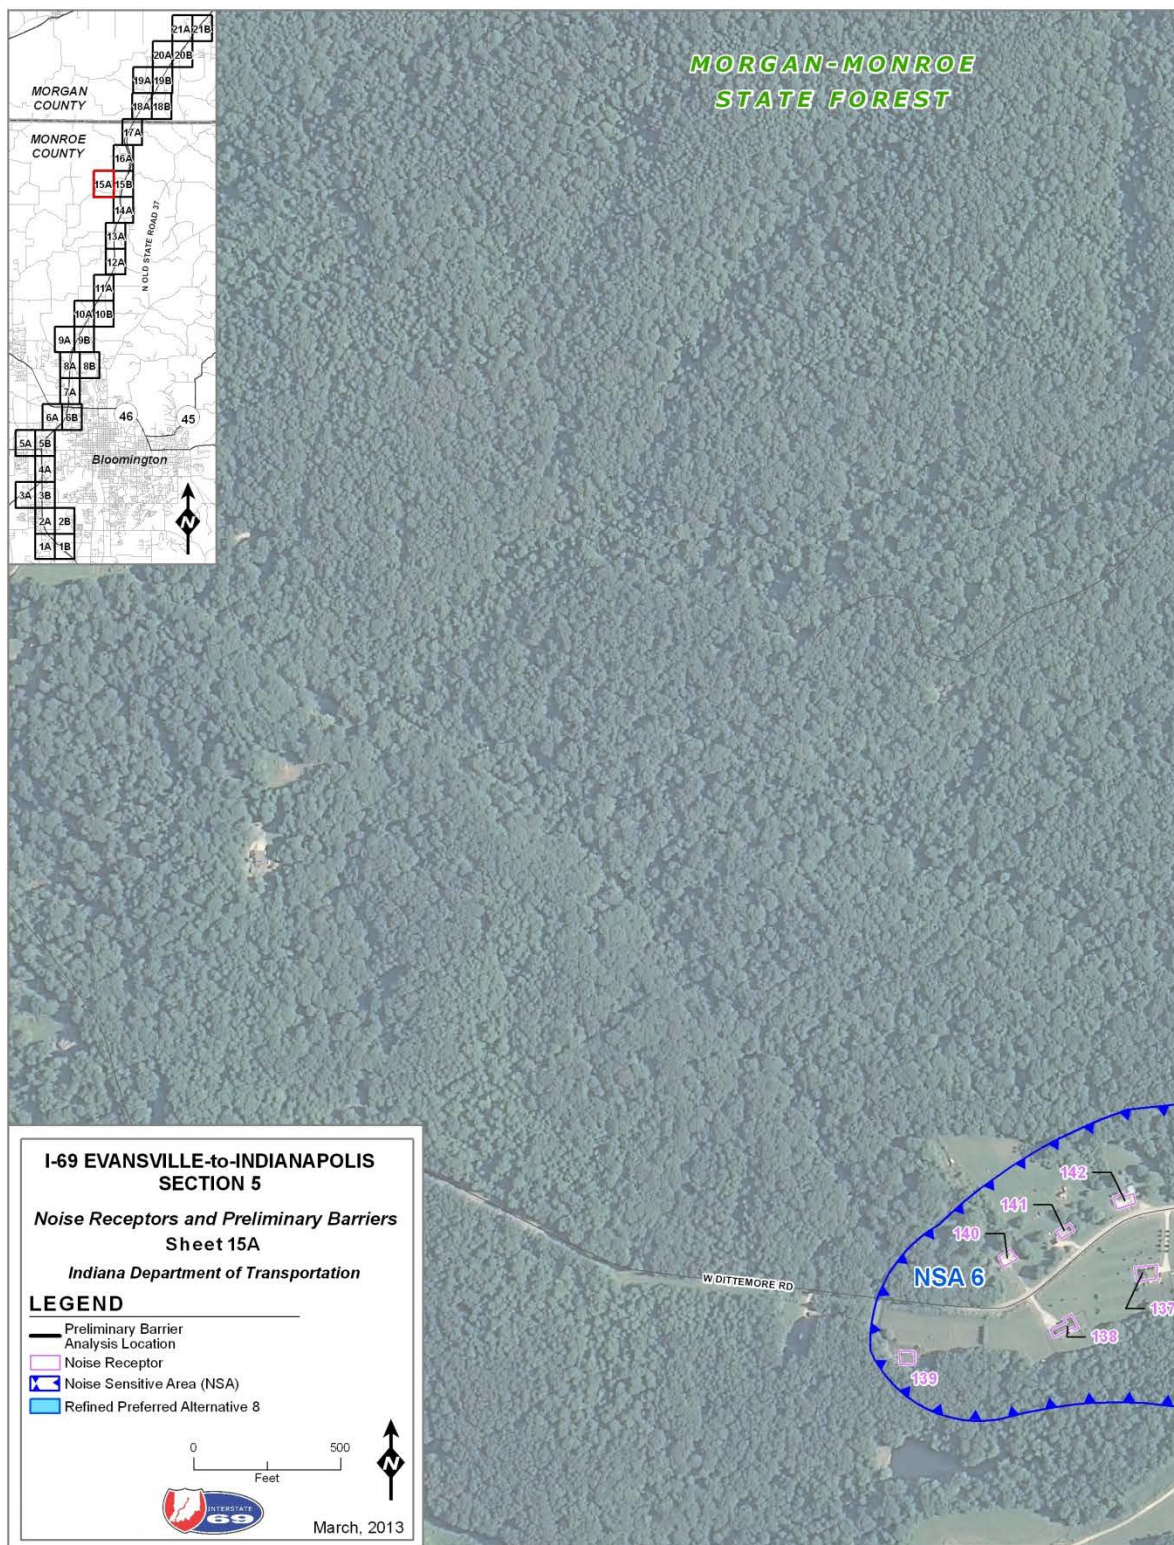 21A 21B
20A 20B
19A 19B
MORGAN
COUNTY
18A 18B
17A
MONROE
COUNTY
16A
15A 15B
14A
13A
12A
N OLD STATE ROAD 37
11A
10A 10B
9A 9B
8A 8B
7A
6A 6B
46
45
5A 5B
Bloomington
4A
3A 3B
2A 2B
1A 1B
N
MORGAN-MONROE
STATE FOREST
142
141
140
NSA 6
W DITTEMORE RD
137
138
139
I-69 EVANSVILLE-to-INDIANAPOLIS
SECTION 5
Noise Receptors and Preliminary Barriers
Sheet 15A
Indiana Department of Transportation
LEGEND
Preliminary Barrier
Analysis Location
Noise Receptor
Noise Sensitive Area (NSA)
Refined Preferred Alternative 8
0 500
Feet
N
INTERSTATE
69
March, 2013